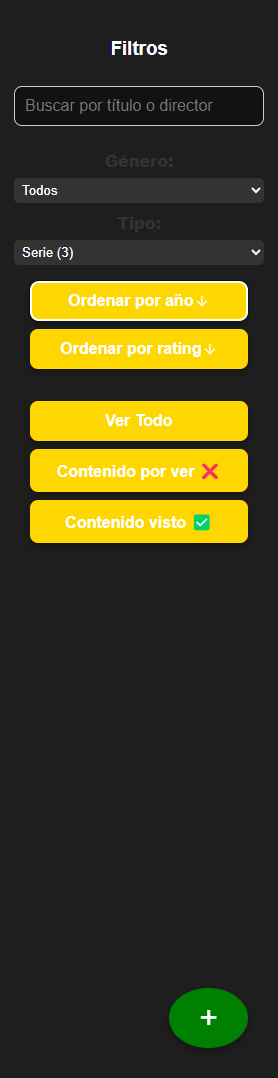 Filtros
Buscar por título o director
Género:
Todos
Tipo:
Serie (3)
Ordenar por año↓
Ordenar por rating↓
Ver Todo
Contenido por ver ❌
Contenido visto ✅
+